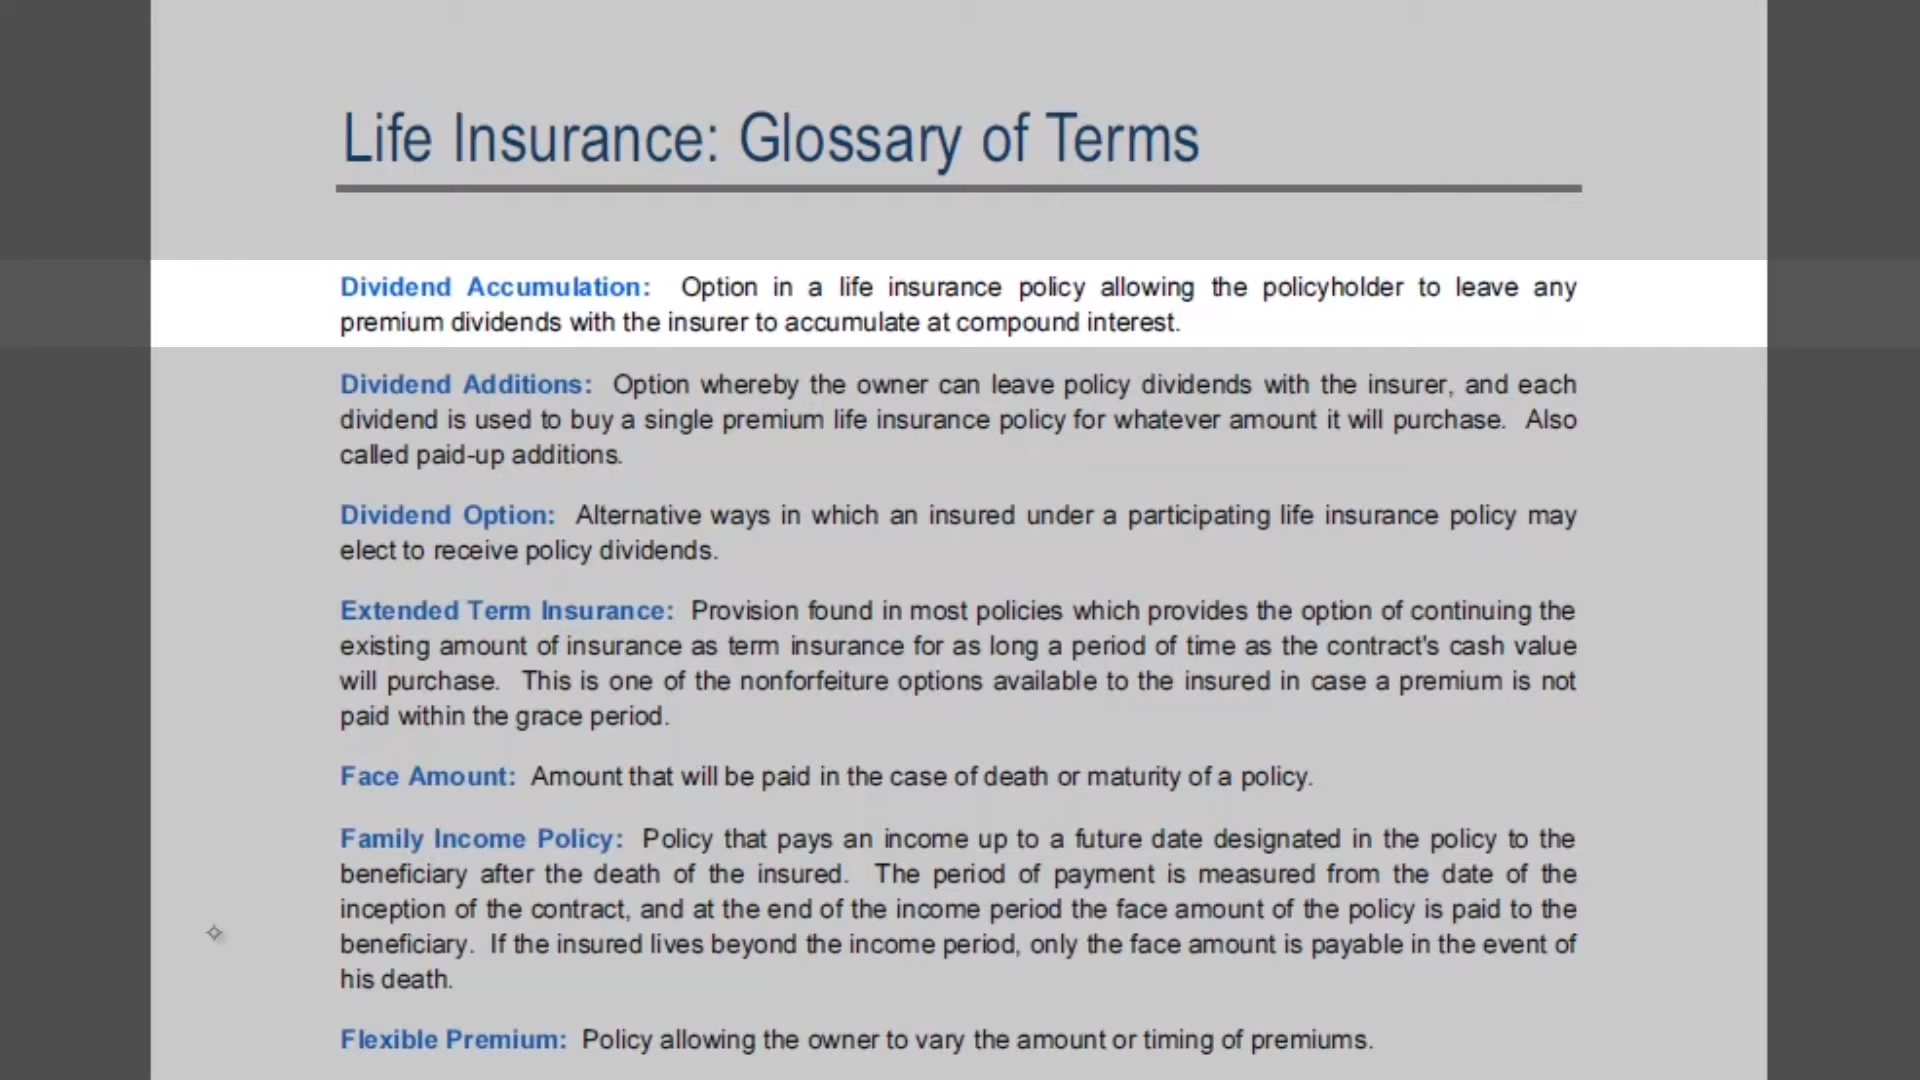 Life Insurance: Glossary of Terms
Dividend Accumulation: Option in a life insurance policy allowing the policyholder to leave any
premium dividends with the insurer to accumulate at compound interest.
Dividend Additions: Option whereby the owner can leave policy dividends with the insurer, and each
dividend is used to buy a single premium life insurance policy for whatever amount it will purchase. Also
called paid-up additions.
Dividend Option: Alternative ways in which an insured under a participating life insurance policy may
elect to receive policy dividends.
Extended Term Insurance: Provision found in most policies which provides the option of continuing the
existing amount of insurance as term insurance for as long a period of time as the contract's cash value
will purchase. This is one of the nonforfeiture options available to the insured in case a premium is not
paid within the grace period.
Face Amount: Amount that will be paid in the case of death or maturity of a policy.
Family Income Policy: Policy that pays an income up to a future date designated in the policy to the
beneficiary after the death of the insured. The period of payment is measured from the date of the
inception of the contract, and at the end of the income period the face amount of the policy is paid to the
beneficiary. If the insured lives beyond the income period, only the face amount is payable in the event of
his death.
Flexible Premium: Policy allowing the owner to vary the amount or timing of premiums.